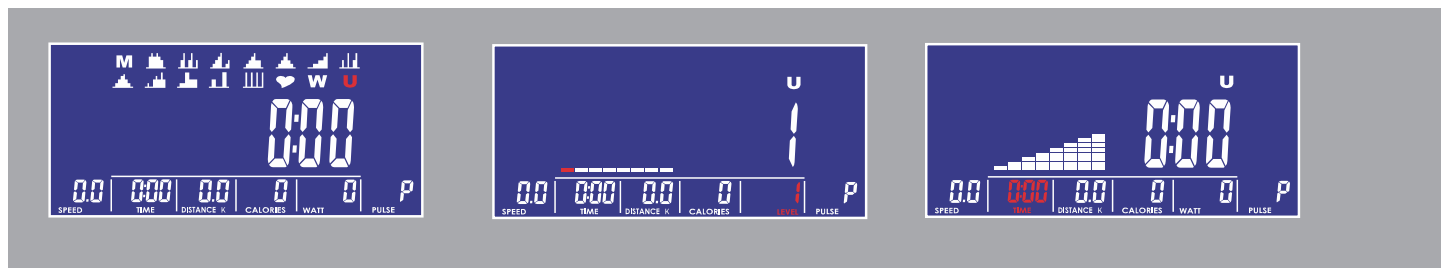 M
W U
0:00
0.0 0:00 0.0 0 0 P
SPEED TIME DISTANCE K CALORIES WATT PULSE
U
1
0.0 0:00 0.0 0 1 P
SPEED TIME DISTANCE K CALORIES LEVEL PULSE
U
0:00
0.0 0:00 0.0 0 0 P
SPEED TIME DISTANCE K CALORIES WATT PULSE